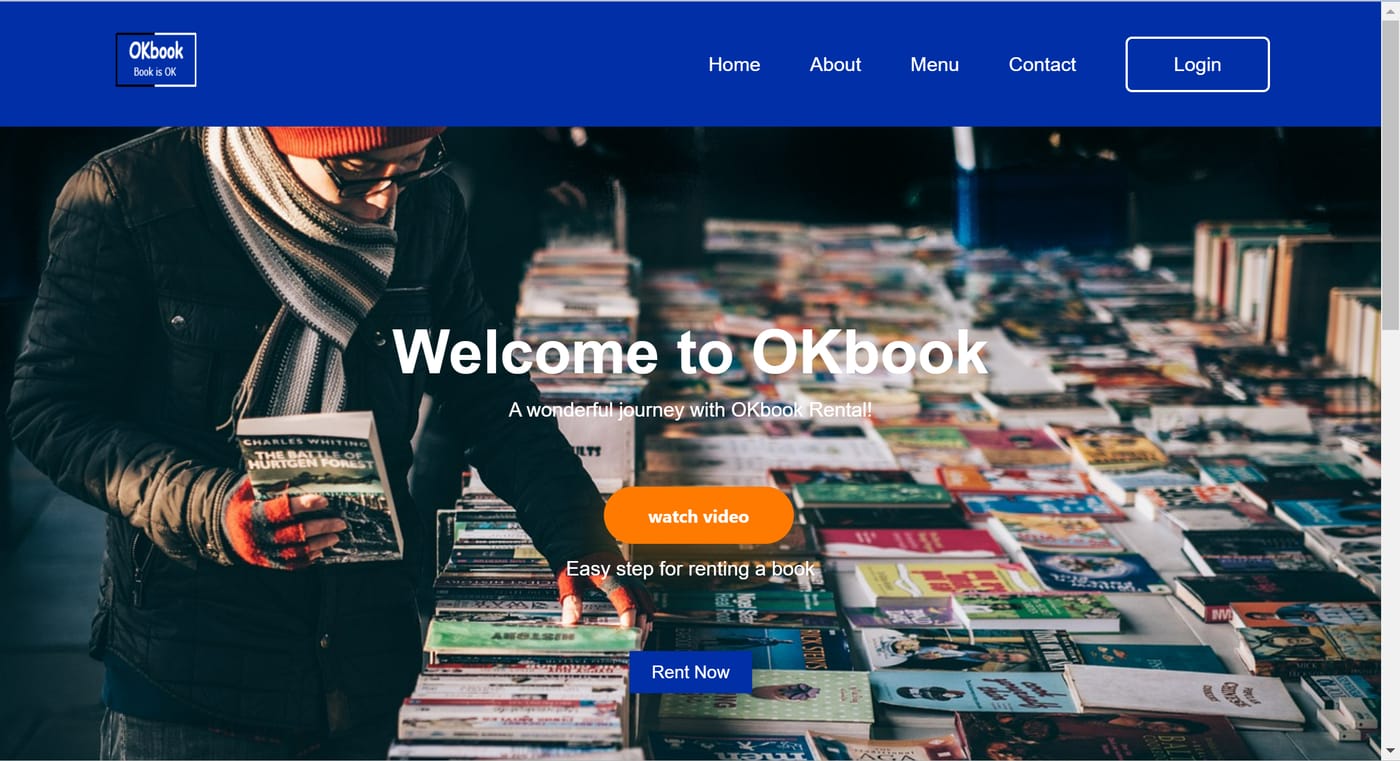 OKbook
Book is OK
Home
About
Menu
Contact
Login
Welcome to OKbook
A wonderful journey with OKbook Rental!
CHARLES WHITING
THE BATTLE OF
HURTGEN FOREST
watch video
Easy step for renting a book
HISTORY
Rent Now